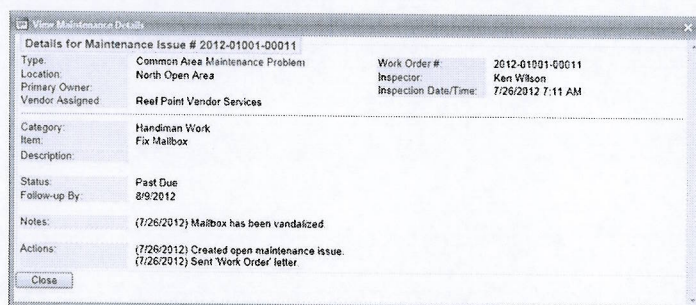 View Maintenance Details
Details for Maintenance Issue # 2012-01001-00011
Type: Common Area Maintenance Problem Work Order #: 2012-01001-00011
Location: North Open Area Inspector: Ken Wilson
Primary Owner: Inspection Date/Time: 7/26/2012 7:11 AM
Vendor Assigned Reef Point Vendor Services
Category: Handiman Work
Item: Fix Mailbox
Description:
Status: Past Due
Follow-up By: 8/9/2012
Notes: (7/26/2012) Mailbox has been vandalized
Actions: (7/26/2012) Created open maintenance issue.
(7/26/2012) Sent 'Work Order' letter
Close